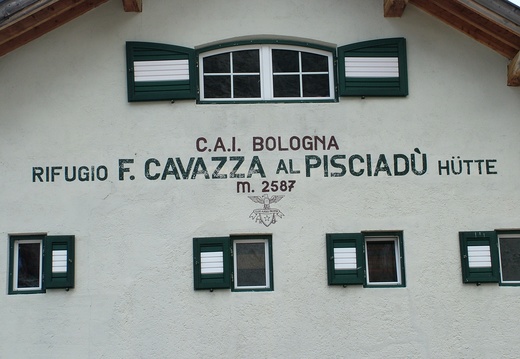 C.A.I. BOLOGNA
RIFUGIO F. CAVAZZA AL PISCIADÙ HÜTTE
m. 2587